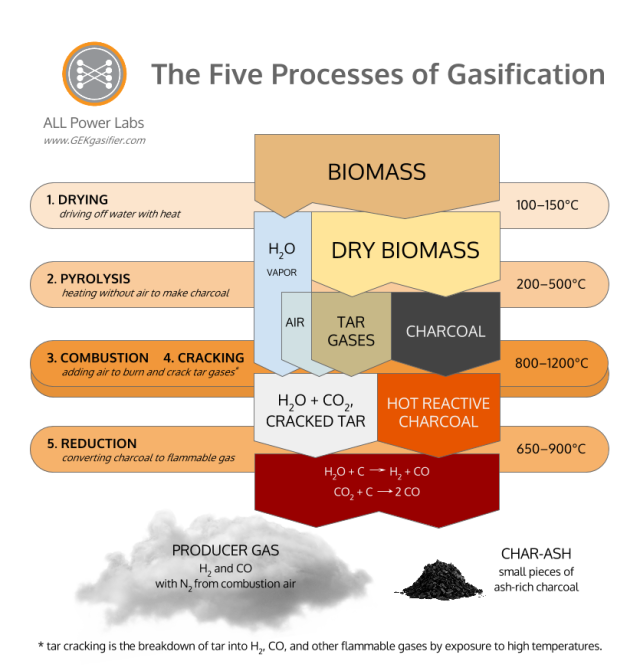 The Five Processes of Gasification
ALL Power Labs
www.GEKgasifier.com
BIOMASS
1. DRYING
driving off water with heat
100–150°C
H₂O
VAPOR
DRY BIOMASS
2. PYROLYSIS
heating without air to make charcoal
200–500°C
AIR
TAR
GASES
CHARCOAL
3. COMBUSTION 4. CRACKING
adding air to burn and crack tar gases*
800–1200°C
H₂O + CO₂,
CRACKED TAR
HOT REACTIVE
CHARCOAL
5. REDUCTION
converting charcoal to flammable gas
650–900°C
H₂O + C → H₂ + CO
CO₂ + C → 2 CO
PRODUCER GAS
H₂ and CO
with N₂ from combustion air
CHAR-ASH
small pieces of
ash-rich charcoal
* tar cracking is the breakdown of tar into H₂, CO, and other flammable gases by exposure to high temperatures.